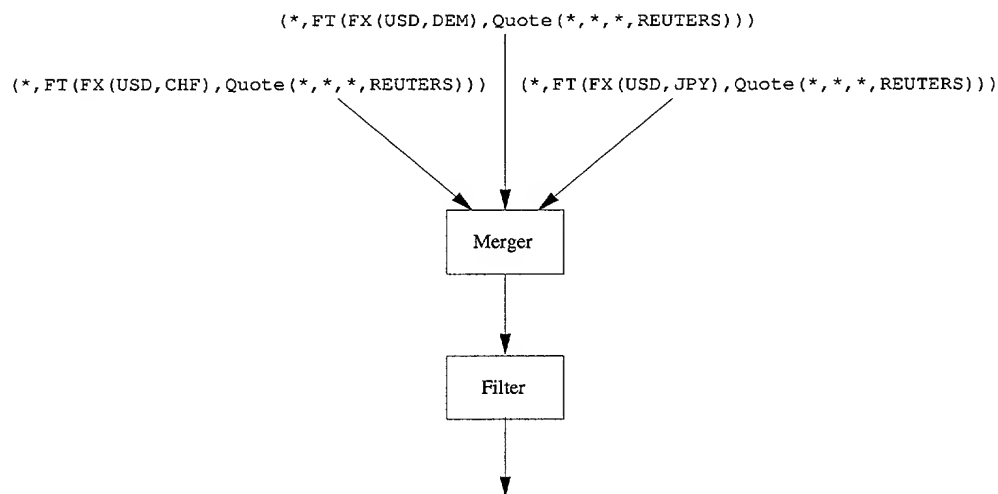 (*,FT(FX(USD,DEM),Quote(*,*,*,REUTERS)))
(*,FT(FX(USD,CHF),Quote(*,*,*,REUTERS)))
(*,FT(FX(USD,JPY),Quote(*,*,*,REUTERS)))
Merger
Filter